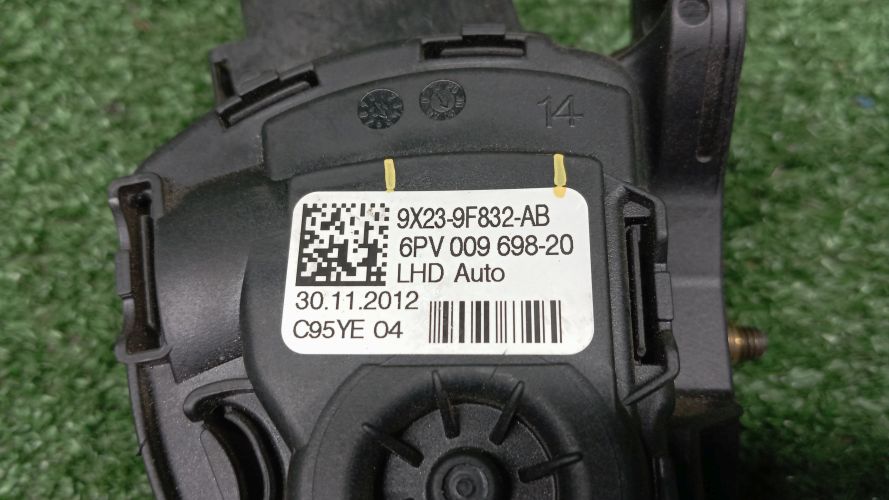 14
9X23-9F832-AB
6PV 009 698-20
LHD Auto
30.11.2012
C95YE 04